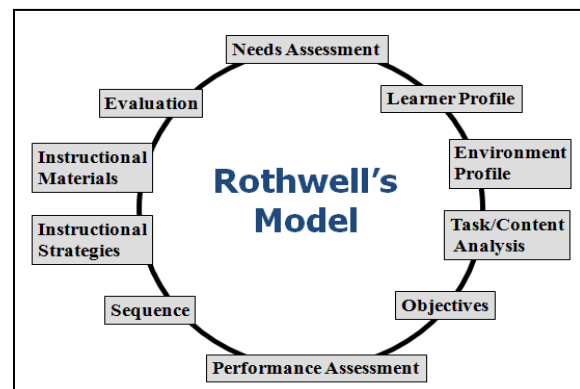 Needs Assessment
Learner Profile
Environment
Profile
Task/Content
Analysis
Objectives
Performance Assessment
Sequence
Instructional
Strategies
Instructional
Materials
Evaluation
Rothwell's
Model